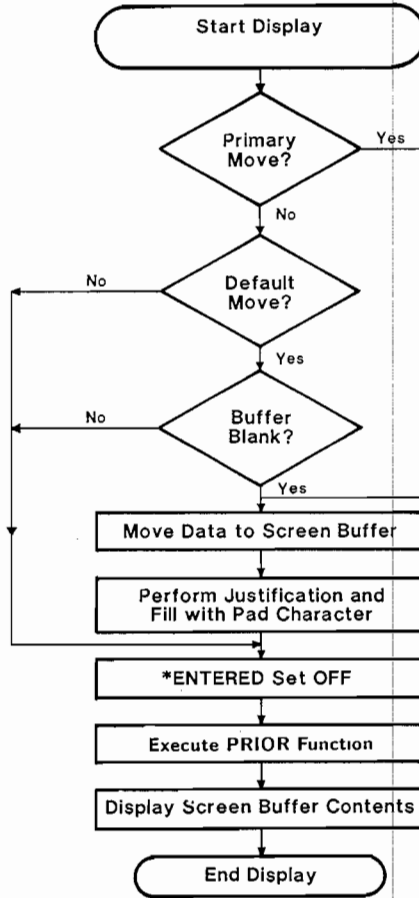 Start Display
Primary
Move?
Yes
No
No
Default
Move?
Yes
No
Buffer
Blank?
Yes
Move Data to Screen Buffer
Perform Justification and
Fill with Pad Character
*ENTERED Set OFF
Execute PRIOR Function
Display Screen Buffer Contents
End Display